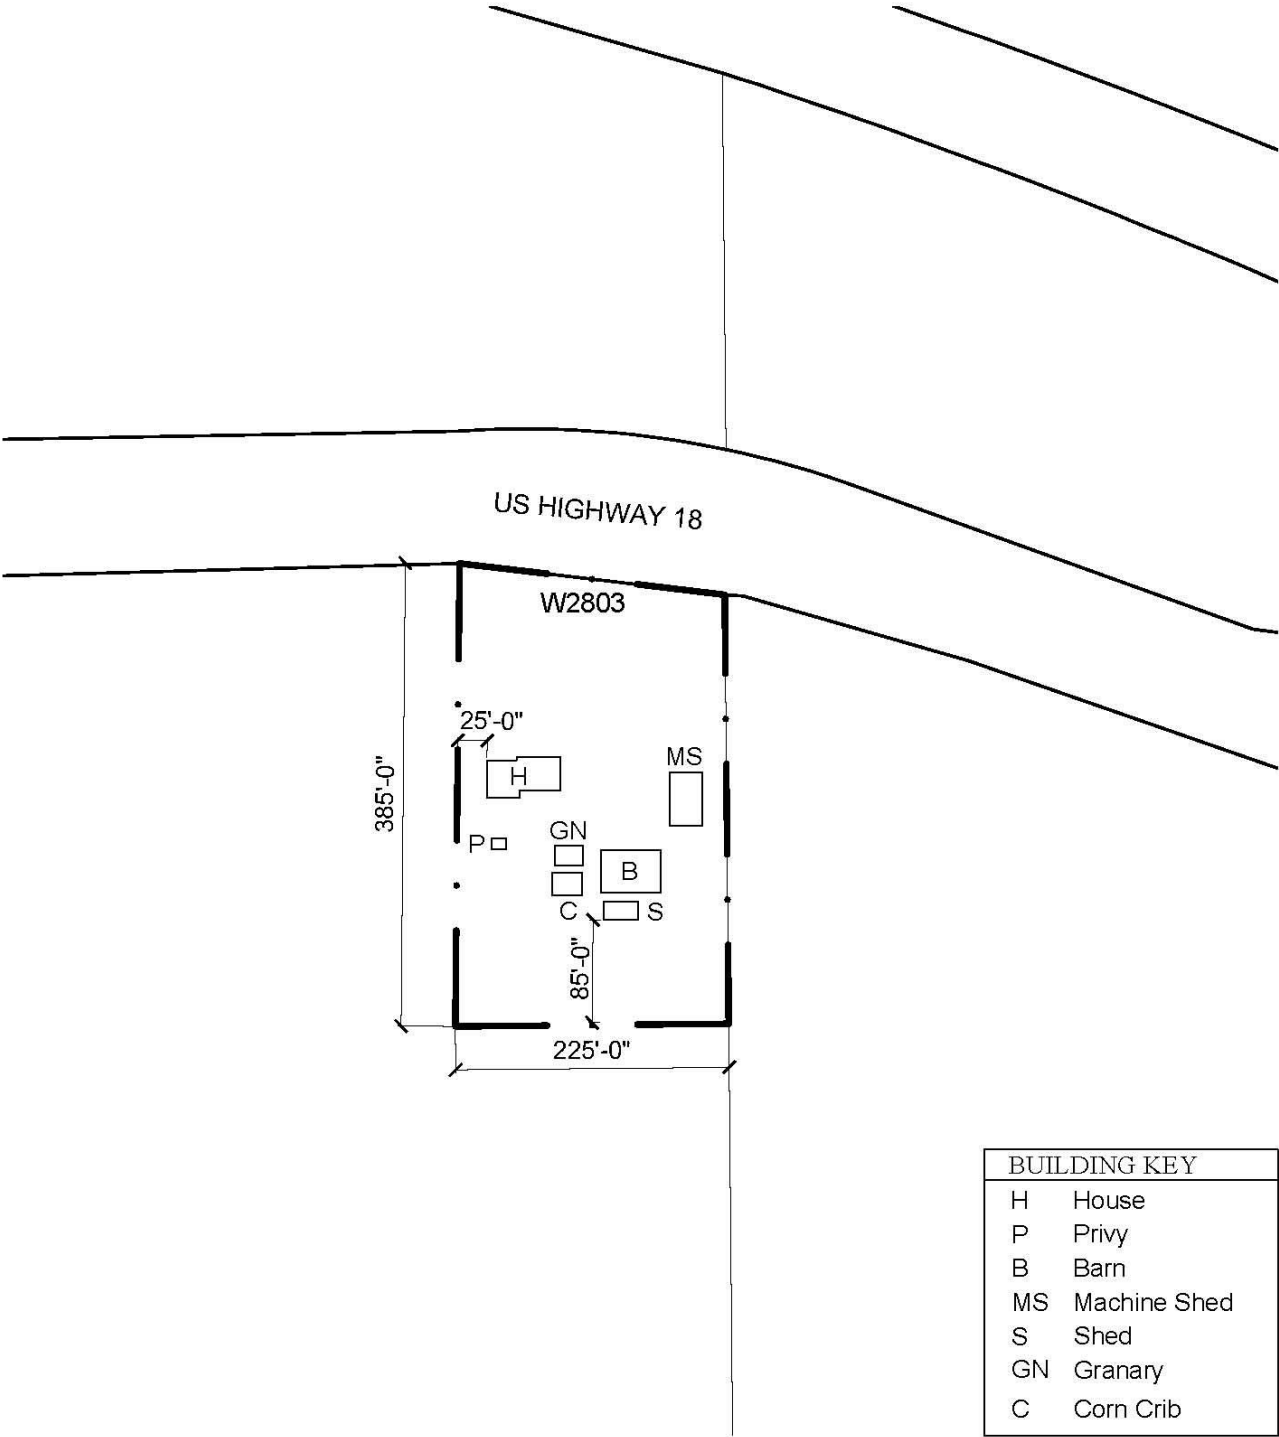 US HIGHWAY 18
W2803
25'-0"
385'-0"
MS
H
GN
P
B
C
S
85'-0"
225'-0"
BUILDING KEY
H House
P Privy
B Barn
MS Machine Shed
S Shed
GN Granary
C Corn Crib